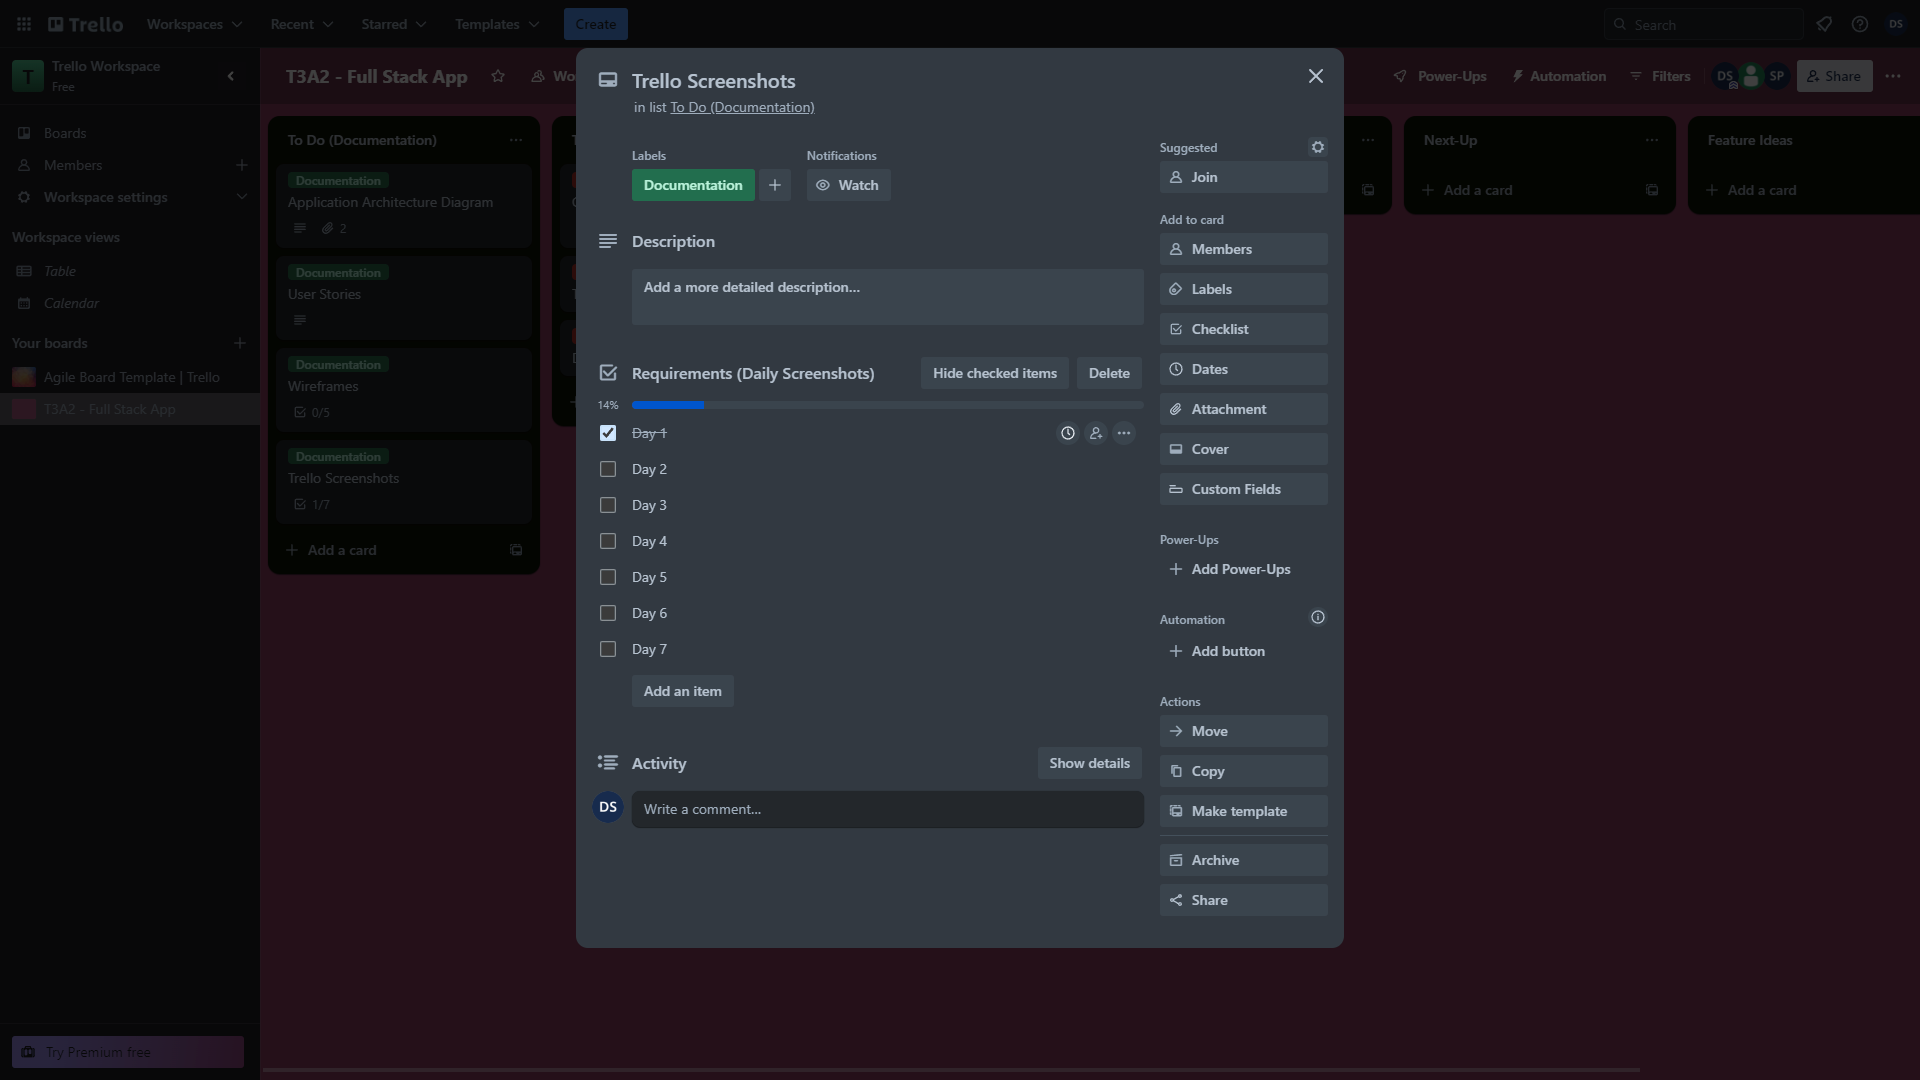 Trello
Workspaces
Recent
Starred
Templates
Create
Search
DS
T
Trello Workspace
Free
T3A2 - Full Stack App
Power-Ups
Automation
Filters
DS
SP
Share
Boards
Members
Workspace settings
Workspace views
Table
Calendar
Your boards
Agile Board Template | Trello
T3A2 - Full Stack App
Try Premium free
To Do (Documentation)
Documentation
Application Architecture Diagram
2
Documentation
User Stories
Documentation
Wireframes
0/5
Documentation
Trello Screenshots
1/7
Add a card
Trello Screenshots
in list To Do (Documentation)
Labels
Documentation
Notifications
Watch
Description
Add a more detailed description...
Requirements (Daily Screenshots)
Hide checked items
Delete
14%
Day 1
Day 2
Day 3
Day 4
Day 5
Day 6
Day 7
Add an item
Activity
Show details
DS
Write a comment...
Suggested
Join
Add to card
Members
Labels
Checklist
Dates
Attachment
Cover
Custom Fields
Power-Ups
Add Power-Ups
Automation
Add button
Actions
Move
Copy
Make template
Archive
Share
Next-Up
Add a card
Feature Ideas
Add a card